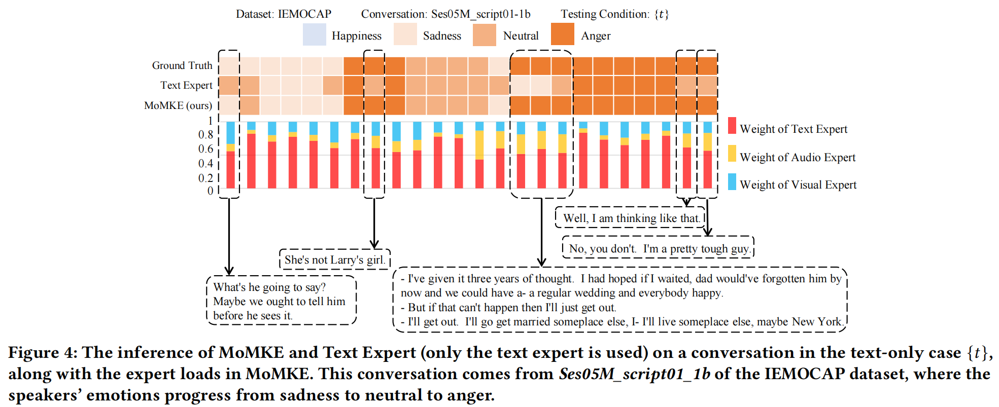 Dataset: IEMOCAP Conversation: Ses05M_script01-1b Testing Condition: {t}
Happiness Sadness Neutral Anger
Ground Truth
Text Expert
MoMKE (ours)
1
0.8
0.6
0.4
0.2
0
Weight of Text Expert
Weight of Audio Expert
Weight of Visual Expert
Well, I am thinking like that.
No, you don't. I'm a pretty tough guy.
She's not Larry's girl.
What's he going to say?
Maybe we ought to tell him
before he sees it.
- I've given it three years of thought. I had hoped if I waited, dad would've forgotten him by
now and we could have a- a regular wedding and everybody happy.
- But if that can't happen then I'll just get out.
- I'll get out. I'll go get married someplace else, I- I'll live someplace else, maybe New York.
Figure 4: The inference of MoMKE and Text Expert (only the text expert is used) on a conversation in the text-only case {t},
along with the expert loads in MoMKE. This conversation comes from Ses05M_script01_1b of the IEMOCAP dataset, where the
speakers’ emotions progress from sadness to neutral to anger.